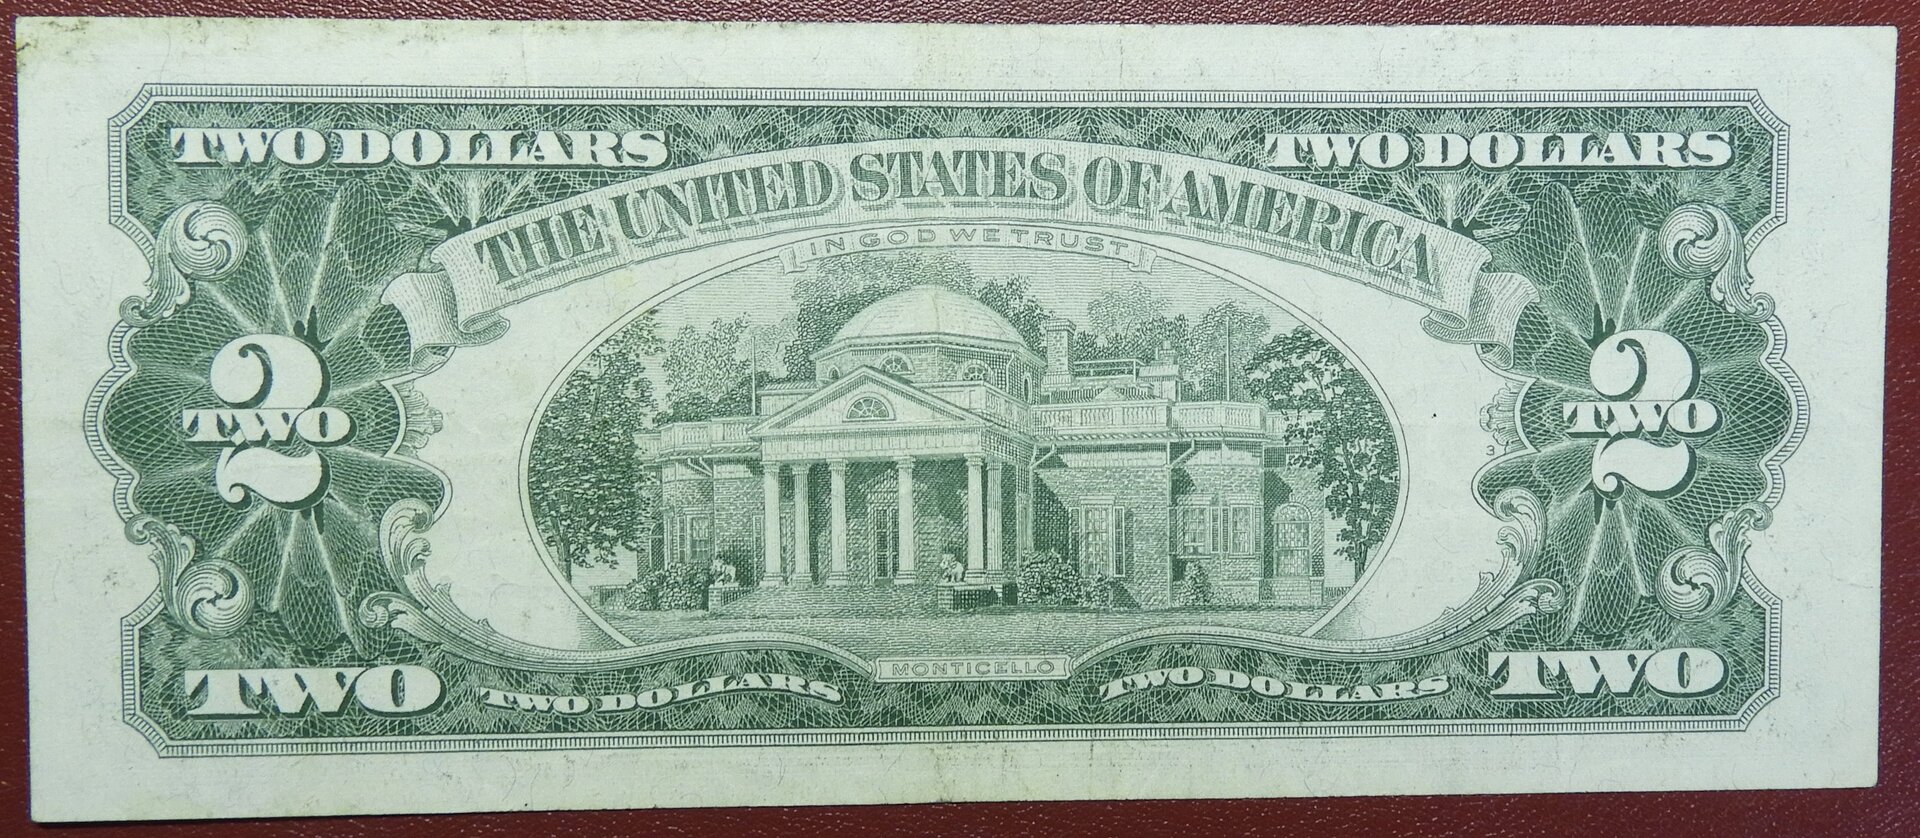 TWO DOLLARS
TWO DOLLARS
THE UNITED STATES OF AMERICA
IN GOD WE TRUST
2
TWO
2
TWO
3
MONTICELLO
TWO
TWO DOLLARS
TWO DOLLARS
TWO